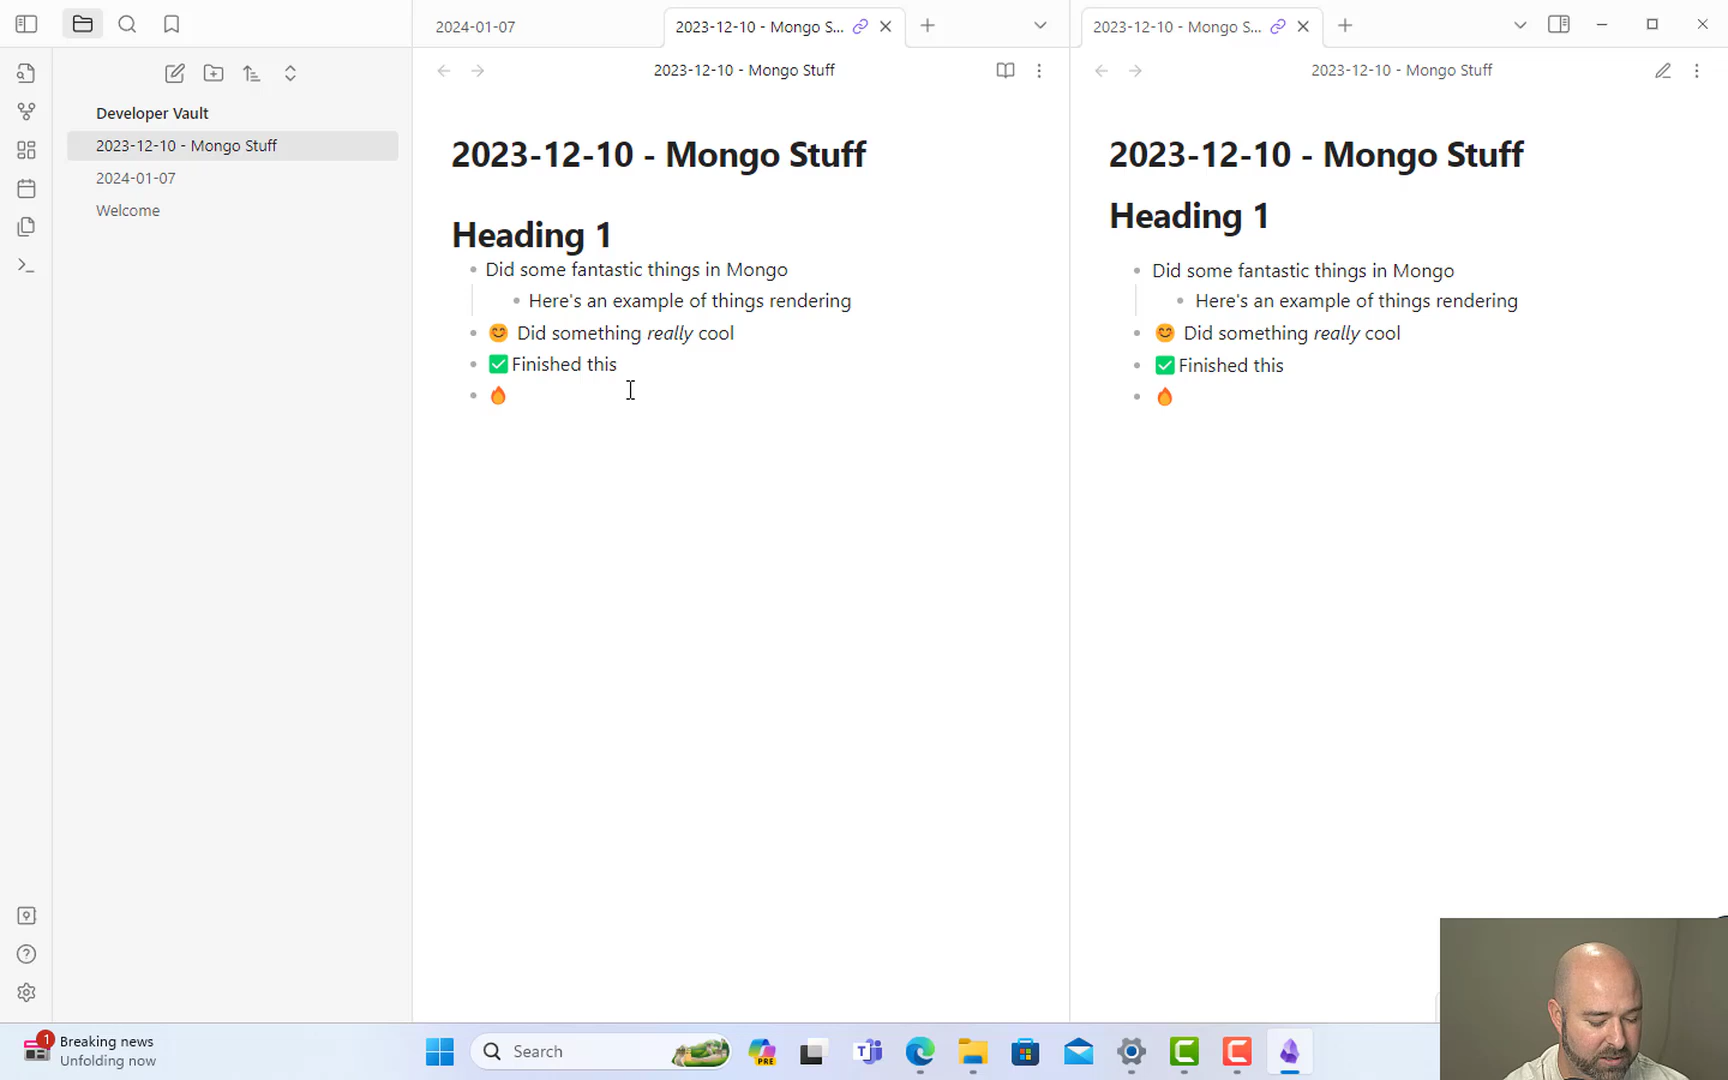 2024-01-07
2023-12-10 - Mongo S...
2023-12-10 - Mongo S...
2023-12-10 - Mongo Stuff
2023-12-10 - Mongo Stuff
Developer Vault
2023-12-10 - Mongo Stuff
2024-01-07
Welcome
2023-12-10 - Mongo Stuff
Heading 1
Did some fantastic things in Mongo
Here's an example of things rendering
😊 Did something really cool
✅ Finished this
🔥
2023-12-10 - Mongo Stuff
Heading 1
Did some fantastic things in Mongo
Here's an example of things rendering
😊 Did something really cool
✅ Finished this
🔥
1
Breaking news
Unfolding now
Search
PRE